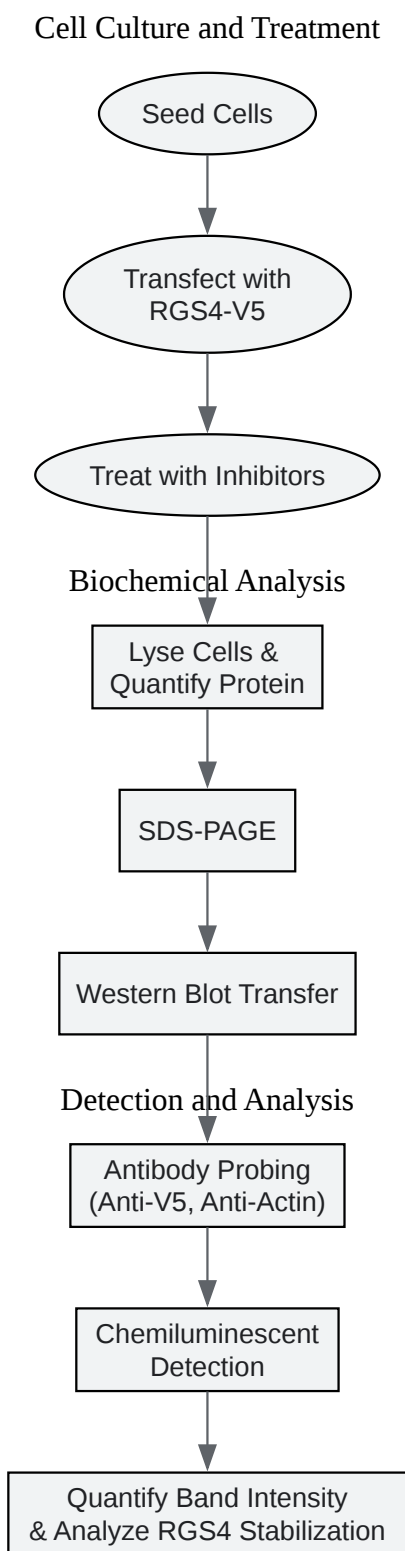 Cell Culture and Treatment
Seed Cells
Transfect with
RGS4-V5
Treat with Inhibitors
Biochemical Analysis
Lyse Cells &
Quantify Protein
SDS-PAGE
Western Blot Transfer
Detection and Analysis
Antibody Probing
(Anti-V5, Anti-Actin)
Chemiluminescent
Detection
Quantify Band Intensity
& Analyze RGS4 Stabilization